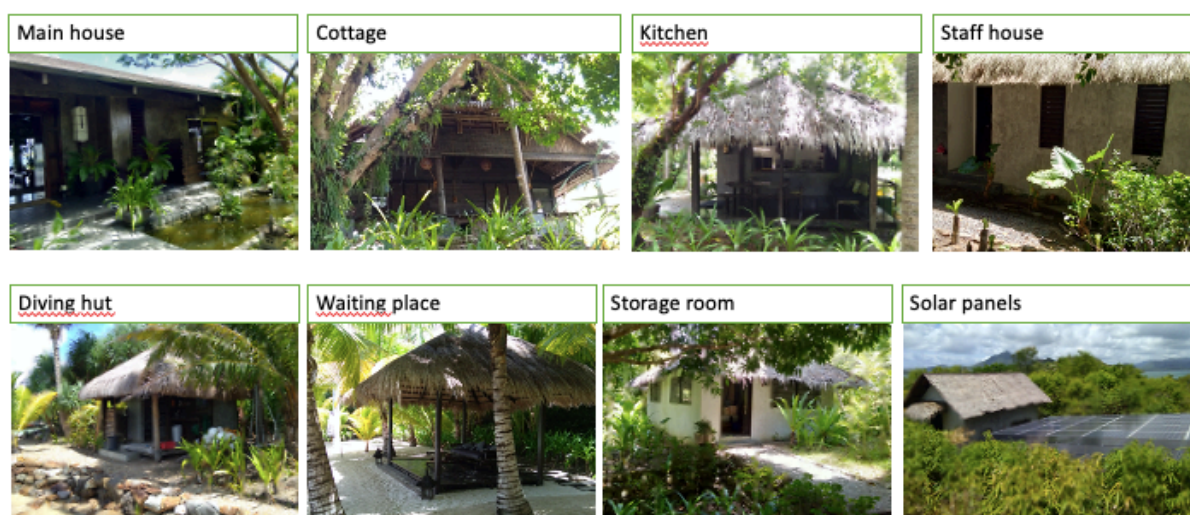 Main house
Cottage
Kitchen
Staff house
Diving hut
Waiting place
Storage room
Solar panels